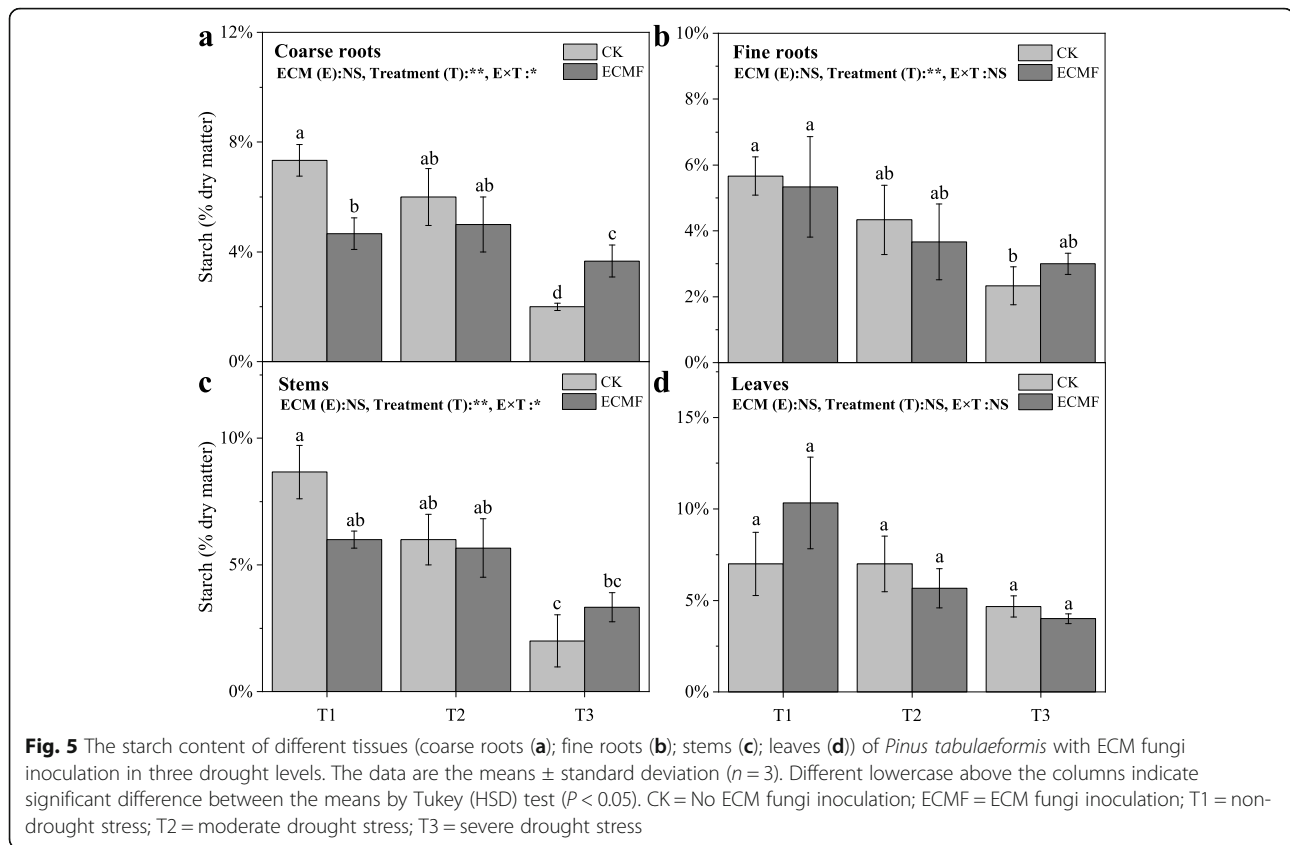 a
Coarse roots
ECM (E):NS, Treatment (T):**, E×T :*
CK
ECMF
12%
8%
4%
0%
Starch (% dry matter)
a
b
ab
ab
d
c
b
Fine roots
ECM (E):NS, Treatment (T):**, E×T :NS
CK
ECMF
10%
8%
6%
4%
2%
0%
a
a
ab
ab
b
ab
c
Stems
ECM (E):NS, Treatment (T):**, E×T :*
CK
ECMF
10%
5%
0%
Starch (% dry matter)
a
ab
ab
ab
c
bc
T1
T2
T3
d
Leaves
ECM (E):NS, Treatment (T):NS, E×T :NS
CK
ECMF
15%
10%
5%
0%
a
a
a
a
a
a
T1
T2
T3
Fig. 5 The starch content of different tissues (coarse roots (a); fine roots (b); stems (c); leaves (d)) of Pinus tabulaeformis with ECM fungi
inoculation in three drought levels. The data are the means ± standard deviation (n = 3). Different lowercase above the columns indicate
significant difference between the means by Tukey (HSD) test (P < 0.05). CK = No ECM fungi inoculation; ECMF = ECM fungi inoculation; T1 = non-
drought stress; T2 = moderate drought stress; T3 = severe drought stress